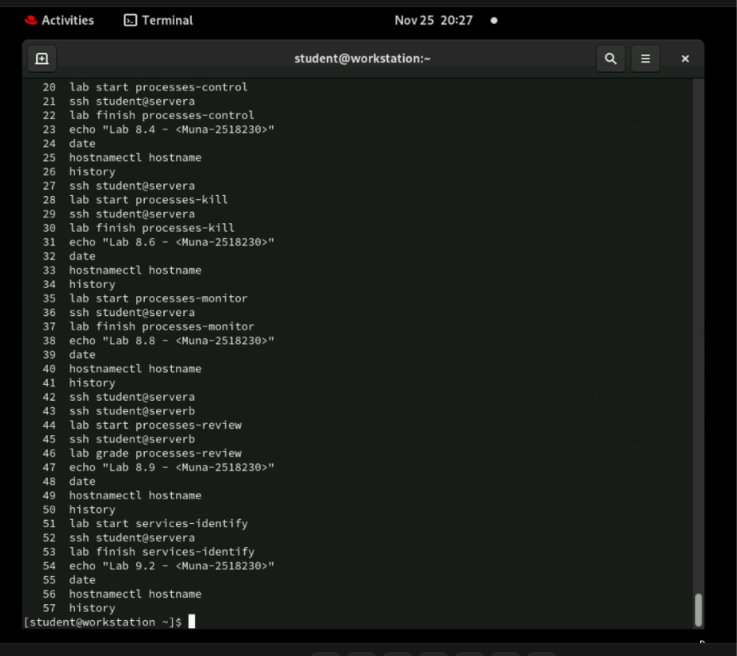 Activities Terminal Nov 25 20:27
student@workstation:~
20 lab start processes-control
21 ssh student@servera
22 lab finish processes-control
23 echo "Lab 8.4 - <Muna-2518230>"
24 date
25 hostnamectl hostname
26 history
27 ssh student@servera
28 lab start processes-kill
29 ssh student@servera
30 lab finish processes-kill
31 echo "Lab 8.6 - <Muna-2518230>"
32 date
33 hostnamectl hostname
34 history
35 lab start processes-monitor
36 ssh student@servera
37 lab finish processes-monitor
38 echo "Lab 8.8 - <Muna-2518230>"
39 date
40 hostnamectl hostname
41 history
42 ssh student@servera
43 ssh student@serverb
44 lab start processes-review
45 ssh student@serverb
46 lab grade processes-review
47 echo "Lab 8.9 - <Muna-2518230>"
48 date
49 hostnamectl hostname
50 history
51 lab start services-identify
52 ssh student@servera
53 lab finish services-identify
54 echo "Lab 9.2 - <Muna-2518230>"
55 date
56 hostnamectl hostname
57 history
[student@workstation ~]$